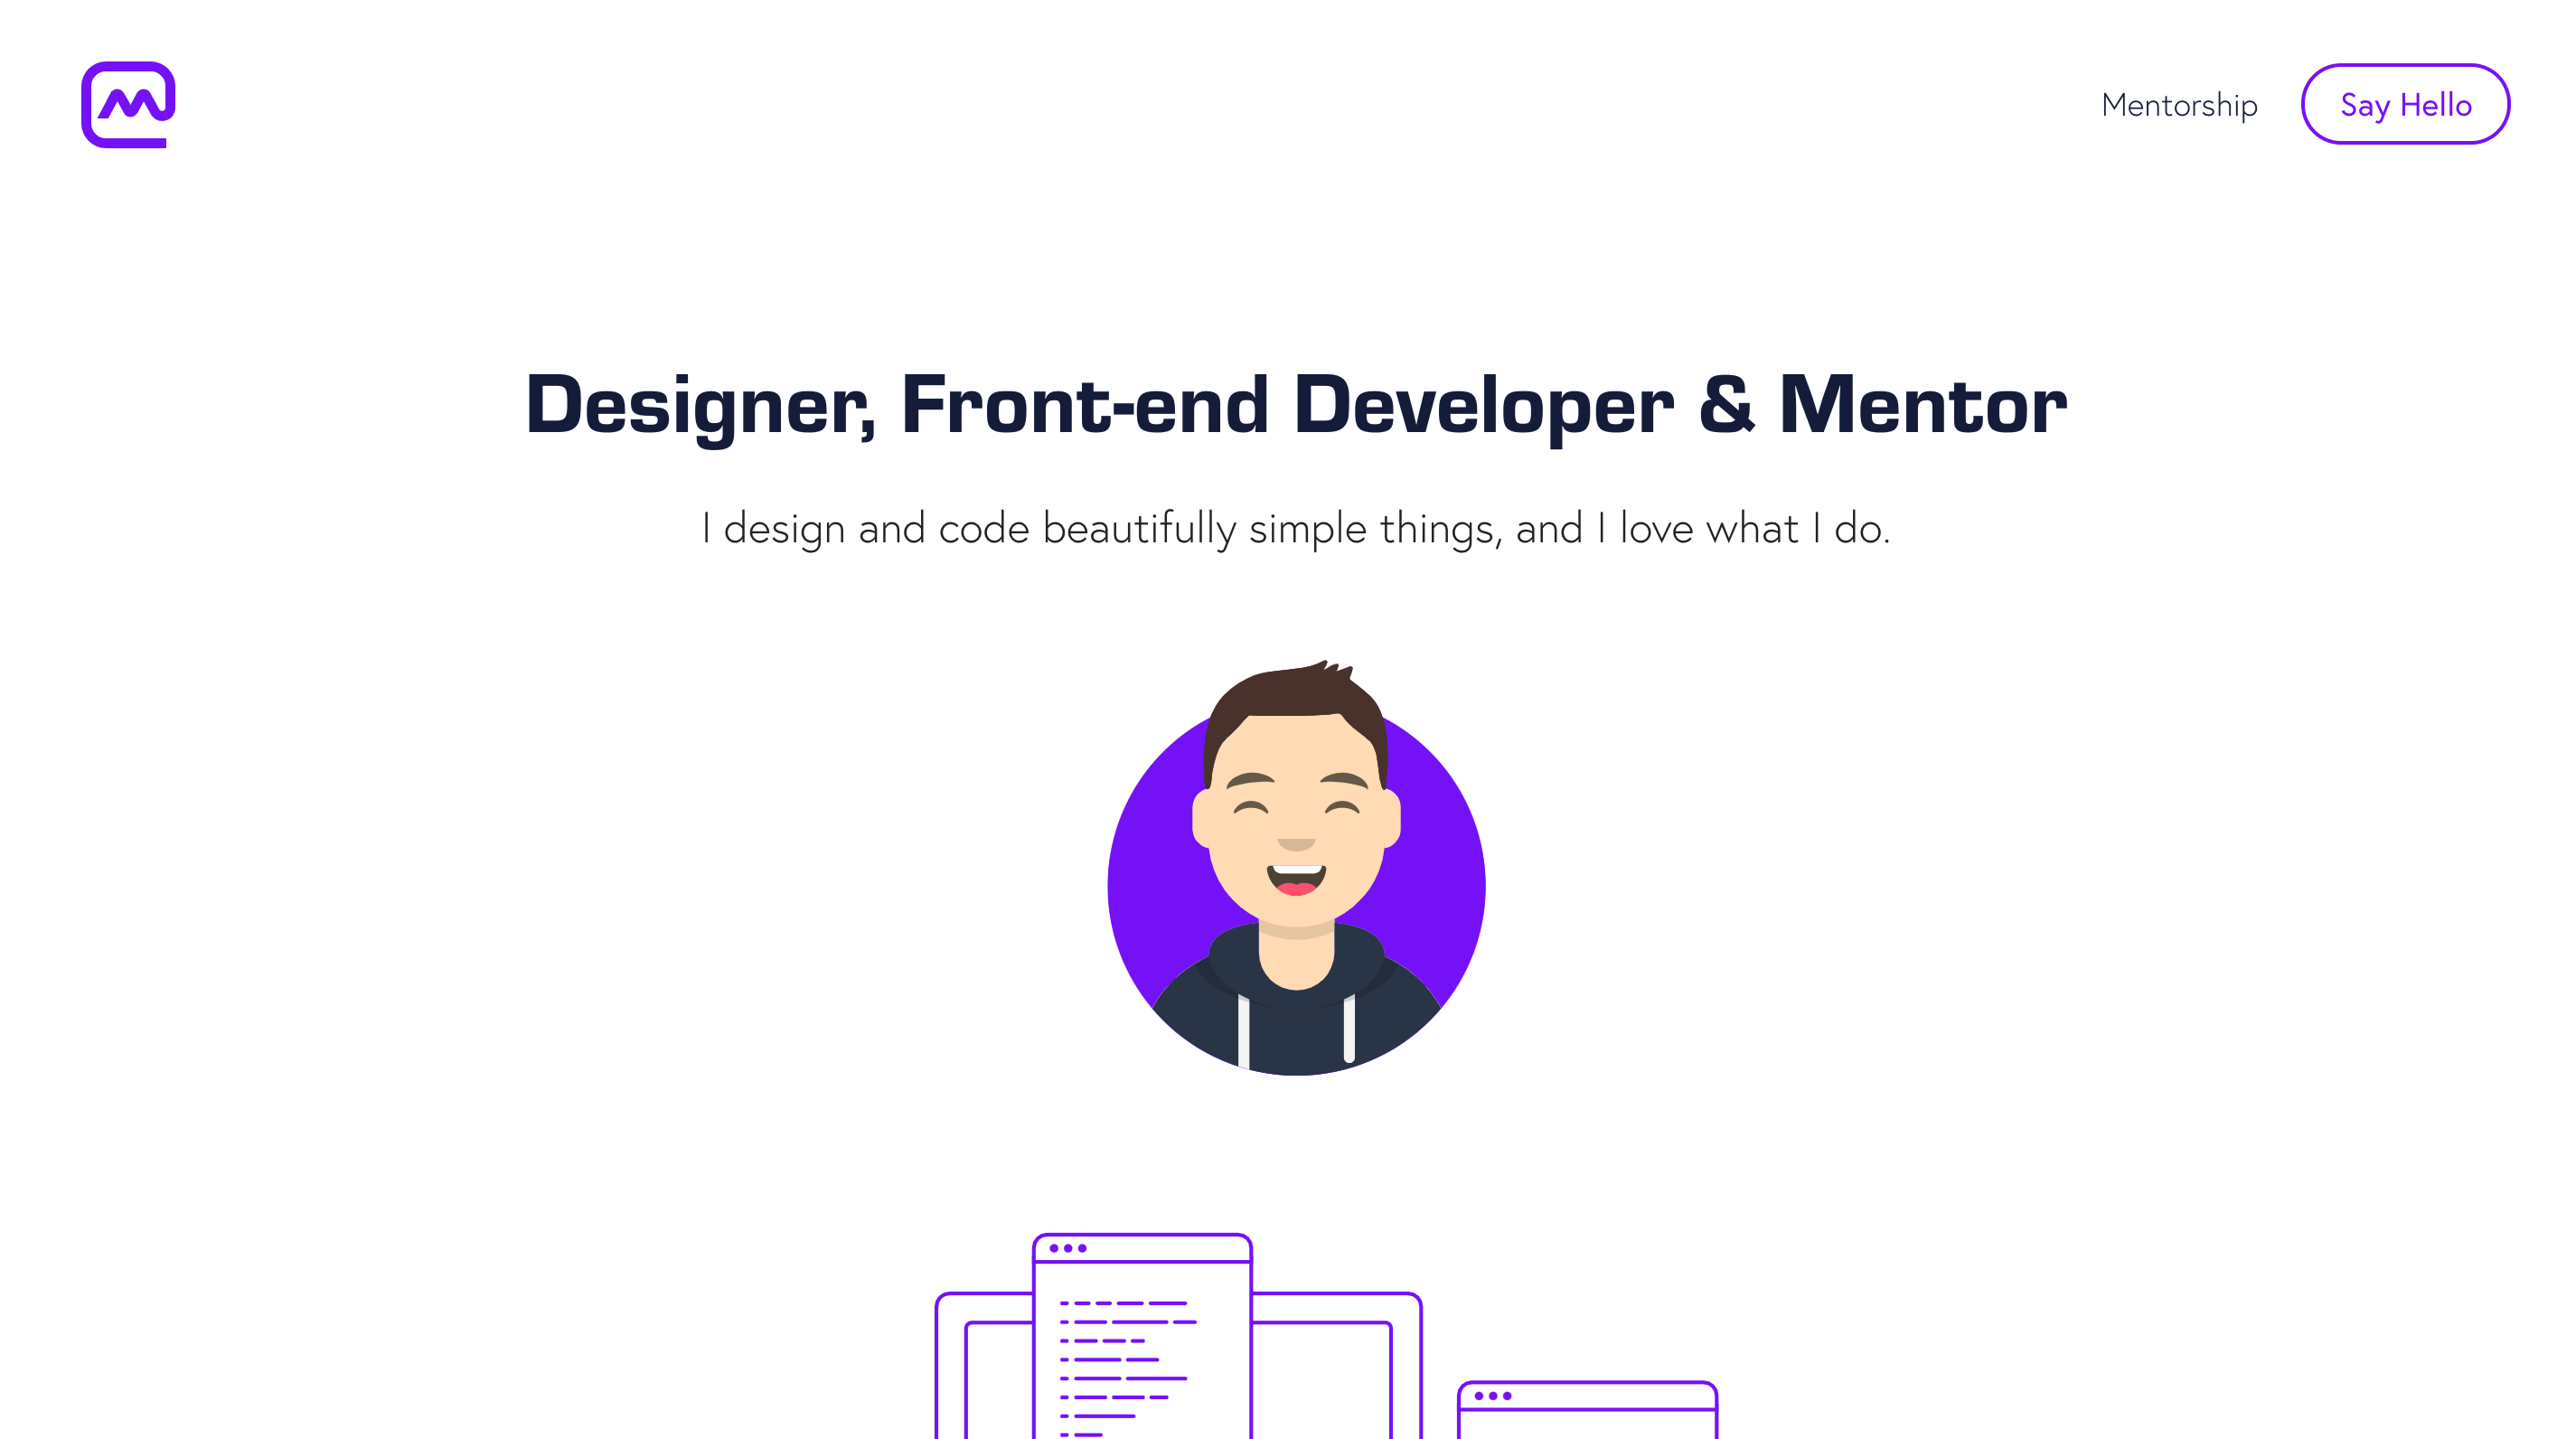 Mentorship
Say Hello
Designer, Front-end Developer & Mentor
I design and code beautifully simple things, and I love what I do.